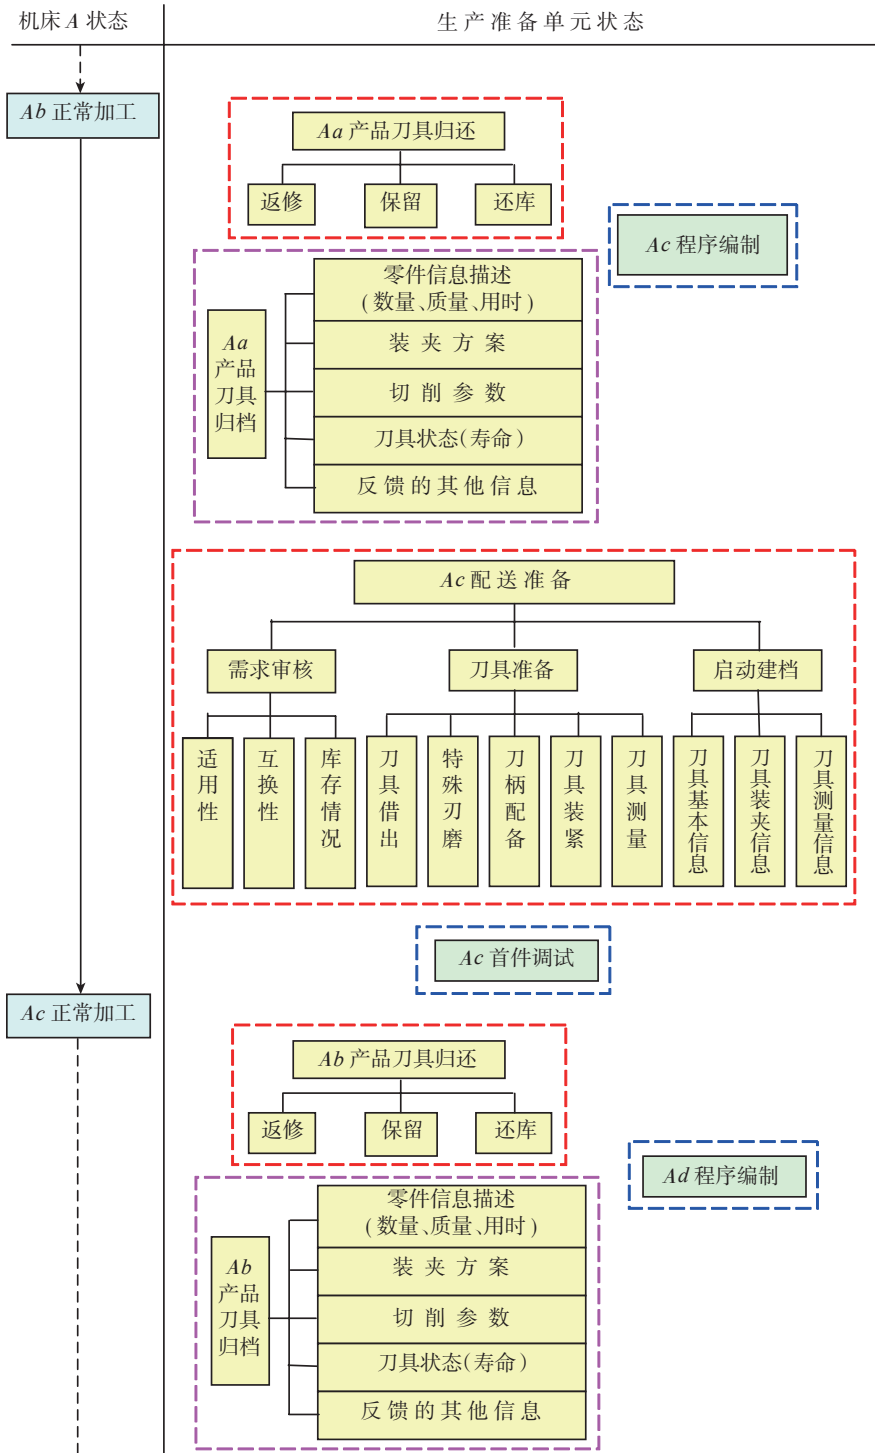 机床 A 状态
生产准备单元状态
Ab 正常加工
Aa 产品刀具归还
返修
保留
还库
Ac 程序编制
零件信息描述
(数量、质量、用时)
装夹方案
切削参数
刀具状态(寿命)
反馈的其他信息
Aa
产品
刀具
归档
Ac 配送准备
需求审核
刀具准备
启动建档
适用性
互换性
库存情况
刀具借出
特殊刃磨
刀柄配备
刀具装紧
刀具测量
刀具基本信息
刀具装夹信息
刀具测量信息
Ac 首件调试
Ac 正常加工
Ab 产品刀具归还
返修
保留
还库
Ad 程序编制
零件信息描述
(数量、质量、用时)
装夹方案
切削参数
刀具状态(寿命)
反馈的其他信息
Ab
产品
刀具
归档